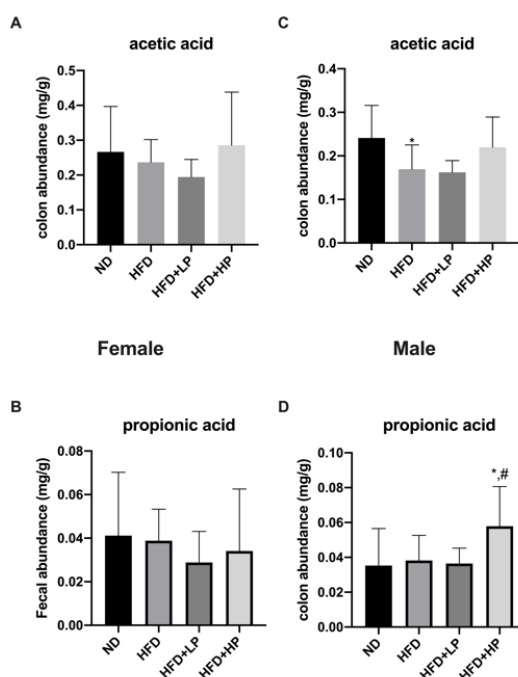 A
acetic acid
colon abundance (mg/g)
0.5
0.4
0.3
0.2
0.1
0.0
ND
HFD
HFD+LP
HFD+HP
C
acetic acid
colon abundance (mg/g)
0.4
0.3
0.2
0.1
0.0
*
ND
HFD
HFD+LP
HFD+HP
Female
Male
B
propionic acid
Fecal abundance (mg/g)
0.08
0.06
0.04
0.02
0.00
ND
HFD
HFD+LP
HFD+HP
D
propionic acid
colon abundance (mg/g)
0.10
0.08
0.06
0.04
0.02
0.00
*,#
ND
HFD
HFD+LP
HFD+HP